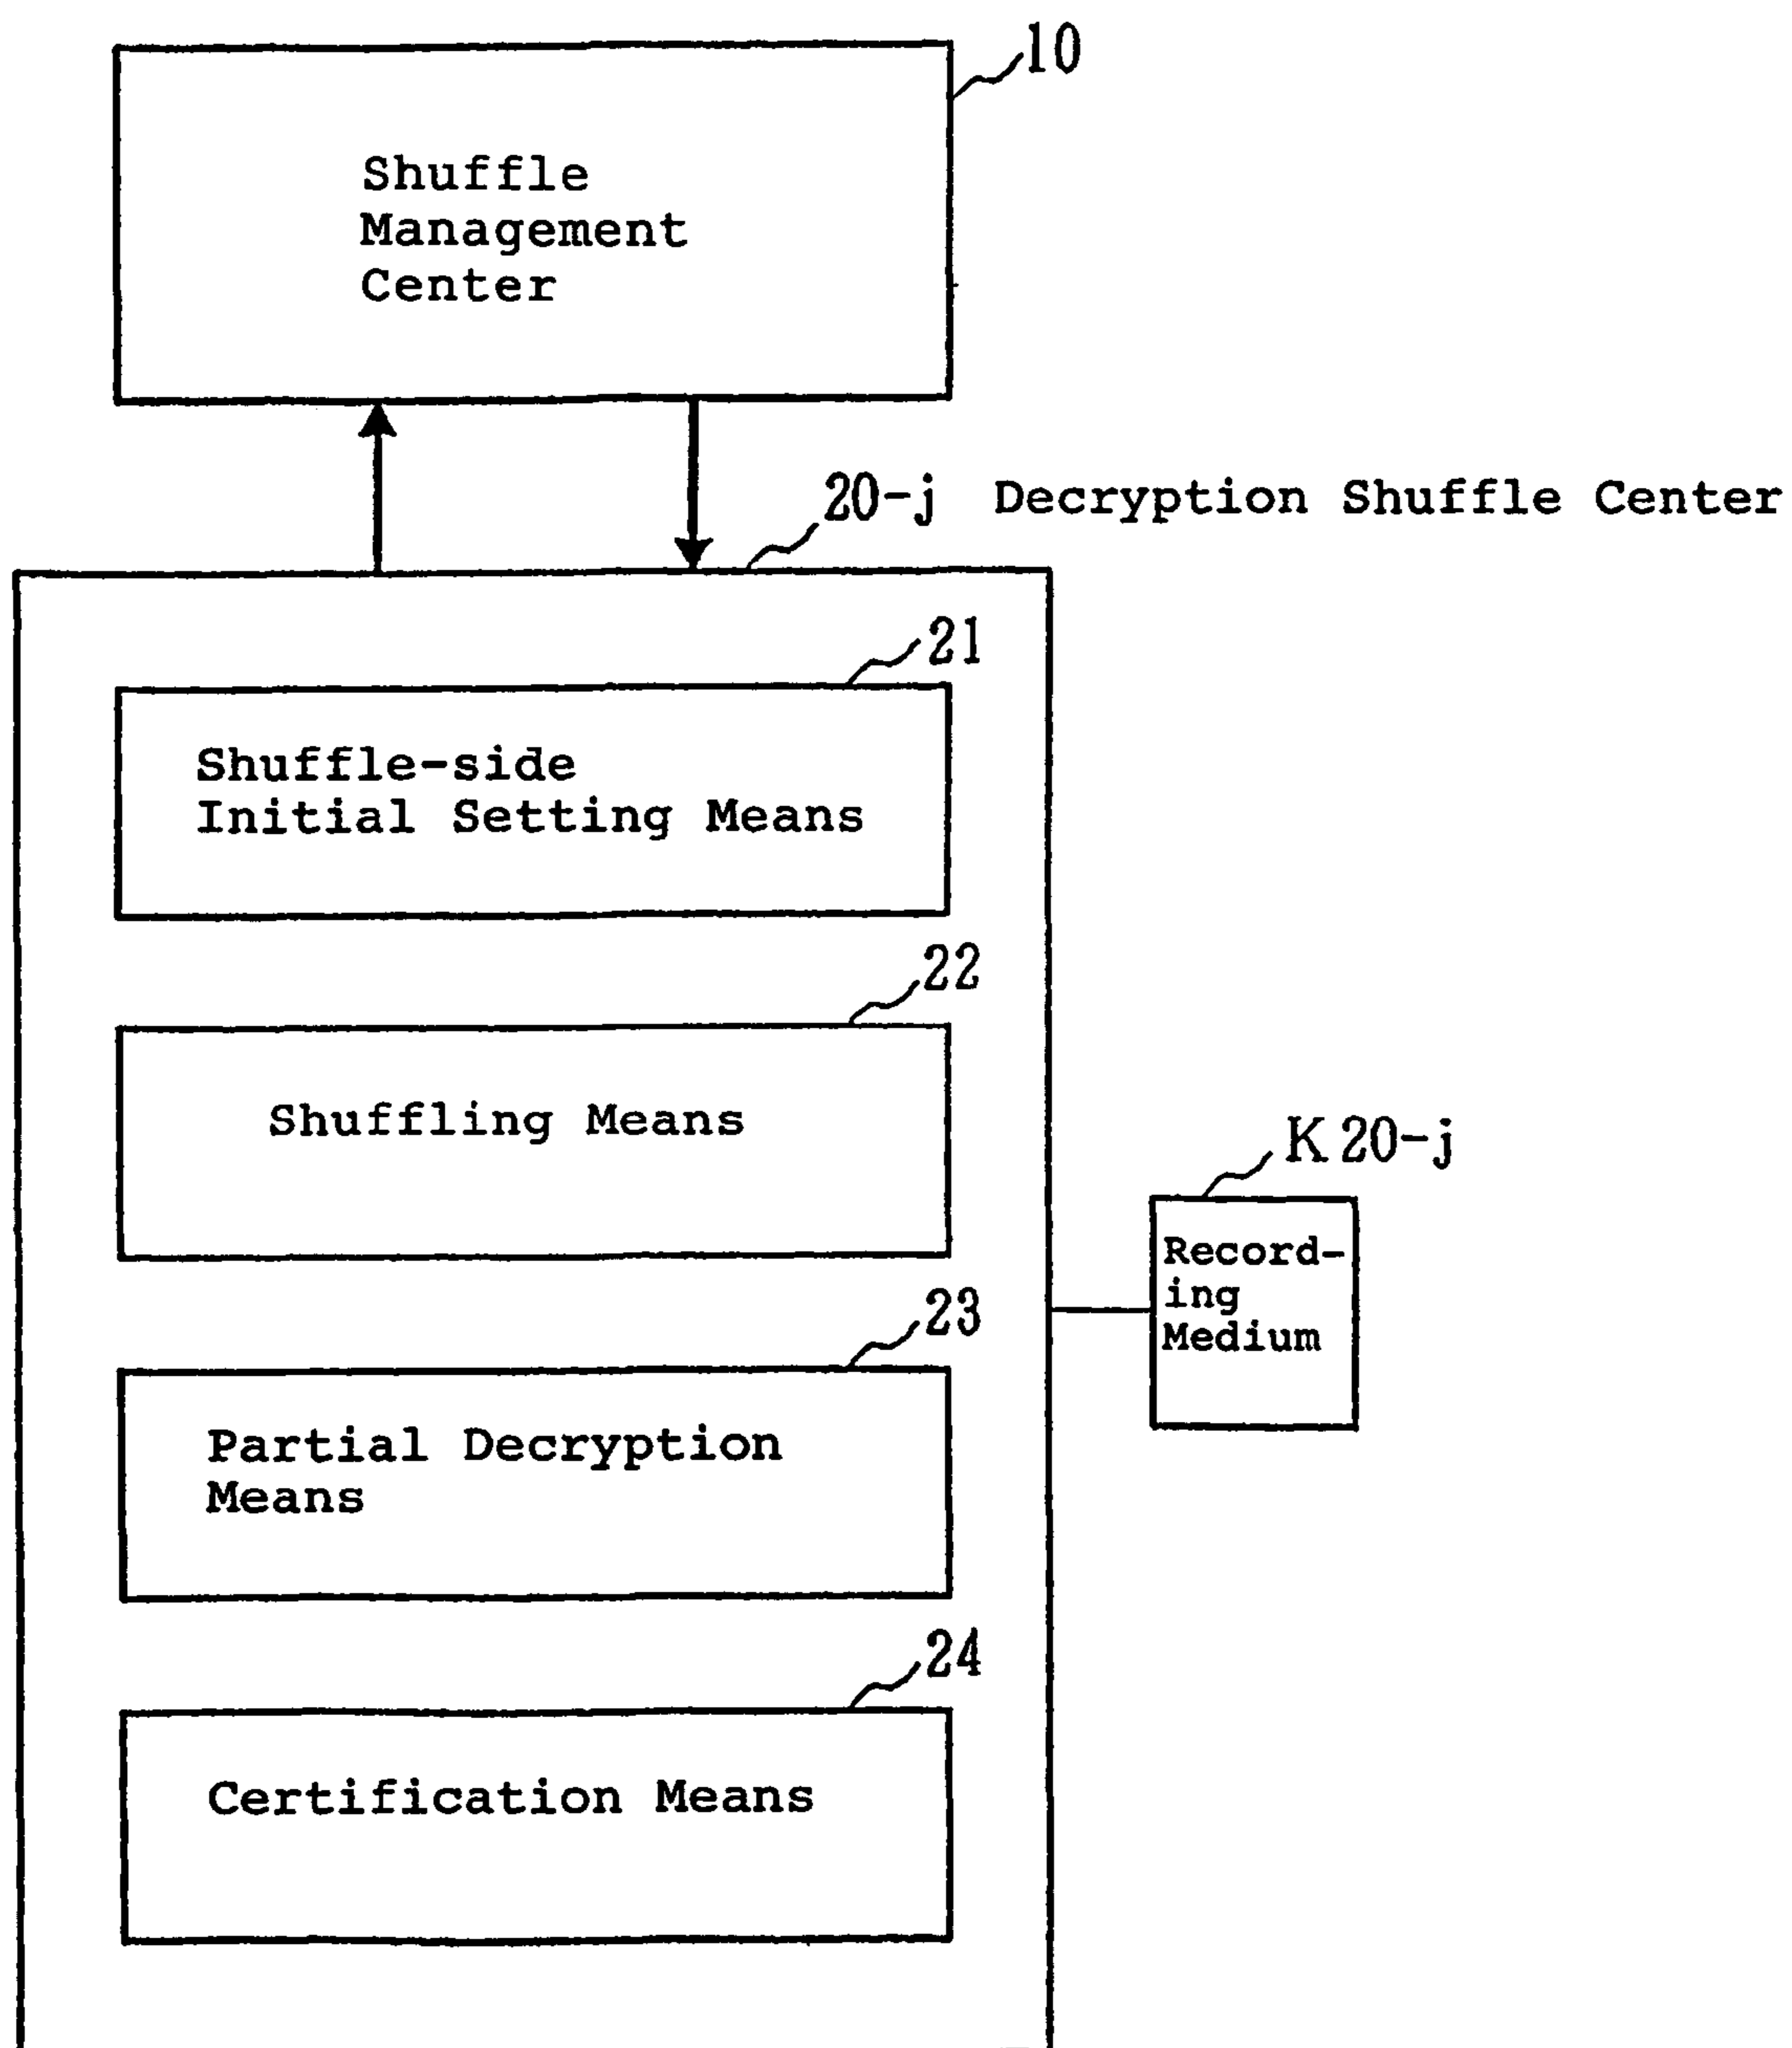 10
Shuffle
Management
Center
20-j Decryption Shuffle Center
21
Shuffle-side
Initial Setting Means
22
Shuffling Means
K20-j
Record-
ing
Medium
23
Partial Decryption
Means
24
Certification Means